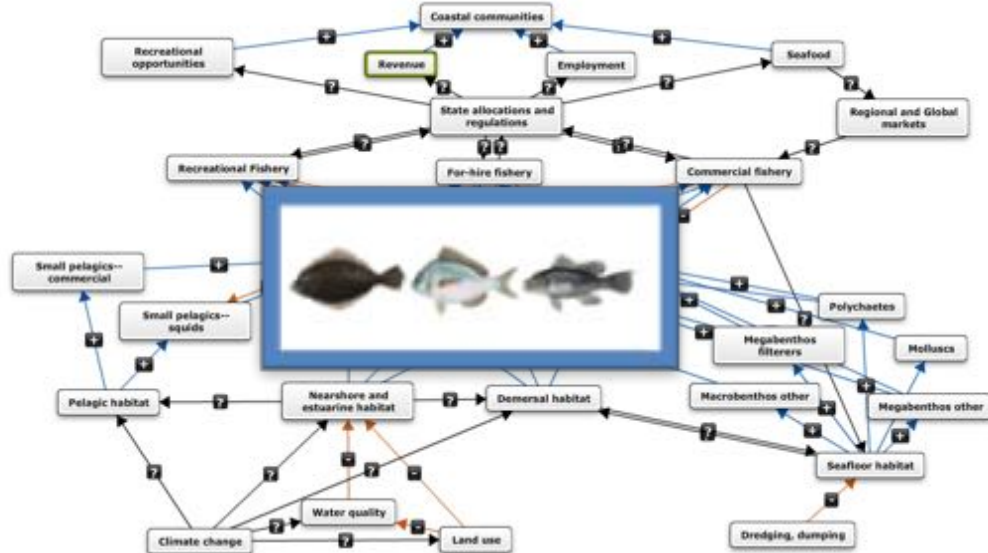 Coastal communities
+
+
+
+
Recreational
opportunities
Revenue
Employment
Seafood
?
?
?
?
?
State allocations and
regulations
Regional and Global
markets
?
?
?
?
?
Recreational Fishery
For-hire fishery
Commercial fishery
-
Small pelagics--
commercial
+
Small pelagics--
squids
Polychaetes
?
Megabenthos
filterers
Molluscs
+
+
Pelagic habitat
?
Nearshore and
estuarine habitat
?
Demersal habitat
Macrobenthos other
+
Megabenthos other
+
+
+
+
?
Seafloor habitat
?
?
-
?
-
-
Water quality
?
-
Climate change
?
Land use
Dredging, dumping